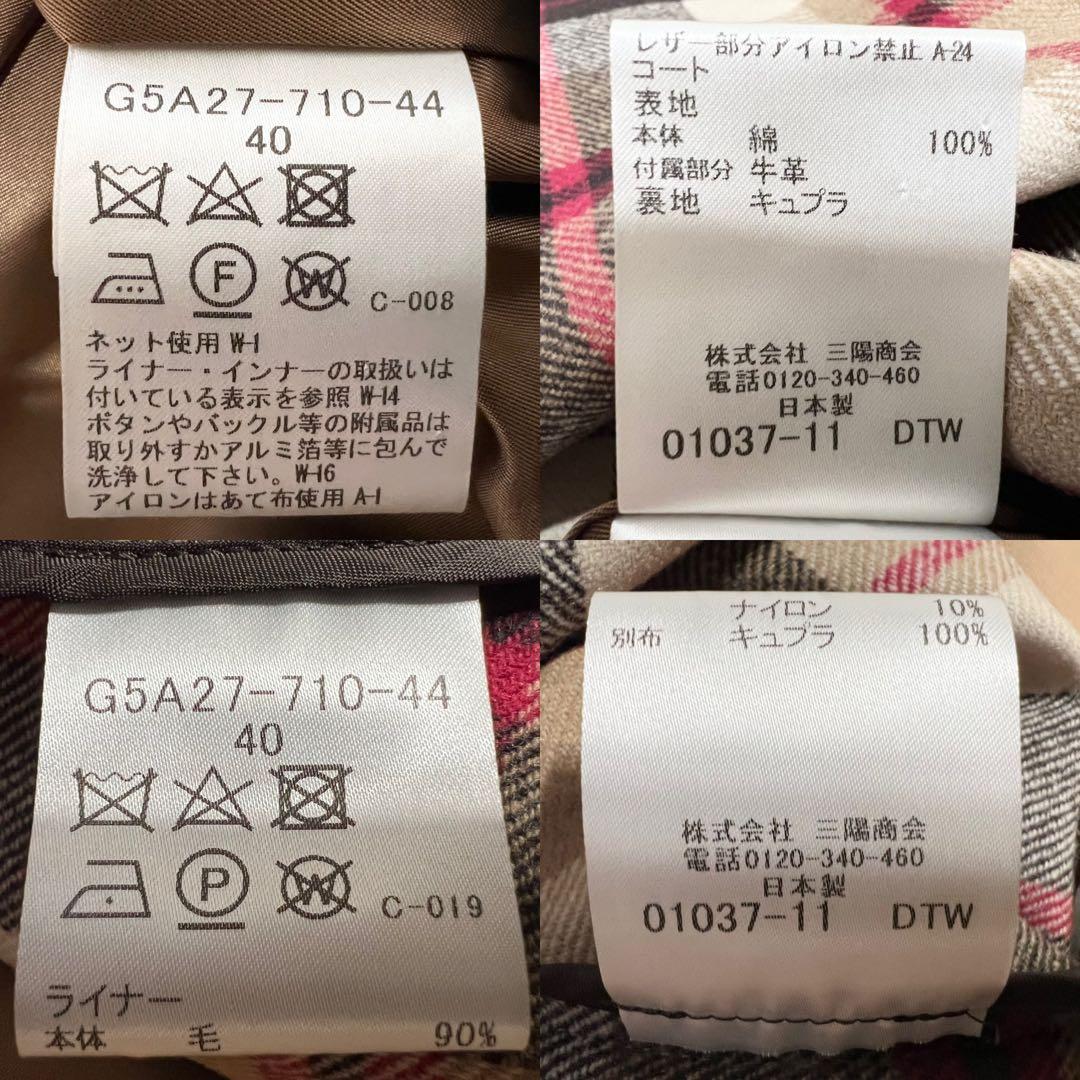 G5A27-710-44
40
F
W
C-008
ネット使用 W-1
ライナー・インナーの取扱いは
付いている表示を参照 W-14
ボタンやバックル等の附属品は
取り外すかアルミ箔等に包んで
洗浄して下さい。W-16
アイロンはあて布使用 A-1
レザー部分アイロン禁止 A-24
コート
表地
本体 綿 100%
付属部分 牛革
裏地 キュプラ
株式会社 三陽商会
電話0120-340-460
日本製
01037-11 DTW
G5A27-710-44
40
P
W
C-019
ライナー
本体 毛 90%
ナイロン 10%
別布 キュプラ 100%
株式会社 三陽商会
電話0120-340-460
日本製
01037-11 DTW